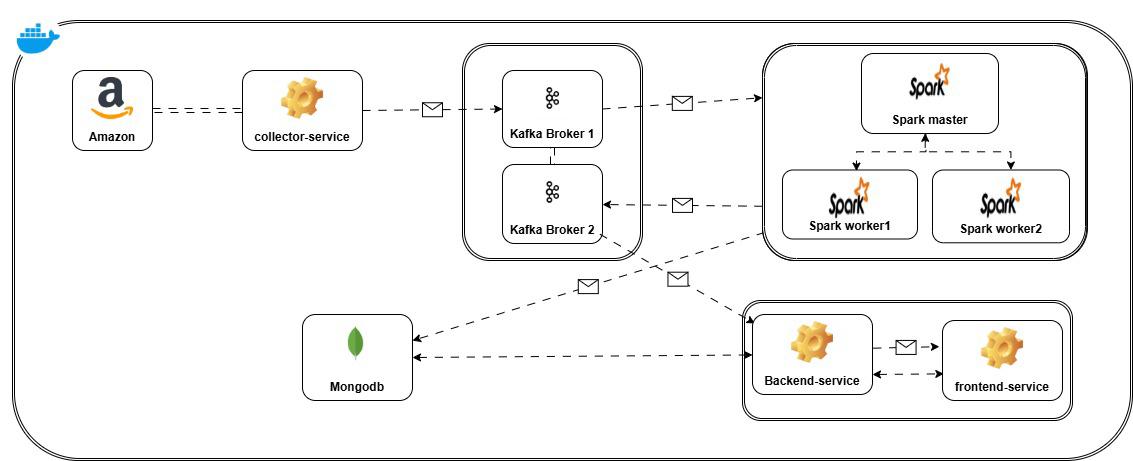 Amazon
collector-service
Kafka Broker 1
Kafka Broker 2
Spark
Spark master
Spark
Spark worker1
Spark
Spark worker2
Mongodb
Backend-service
frontend-service